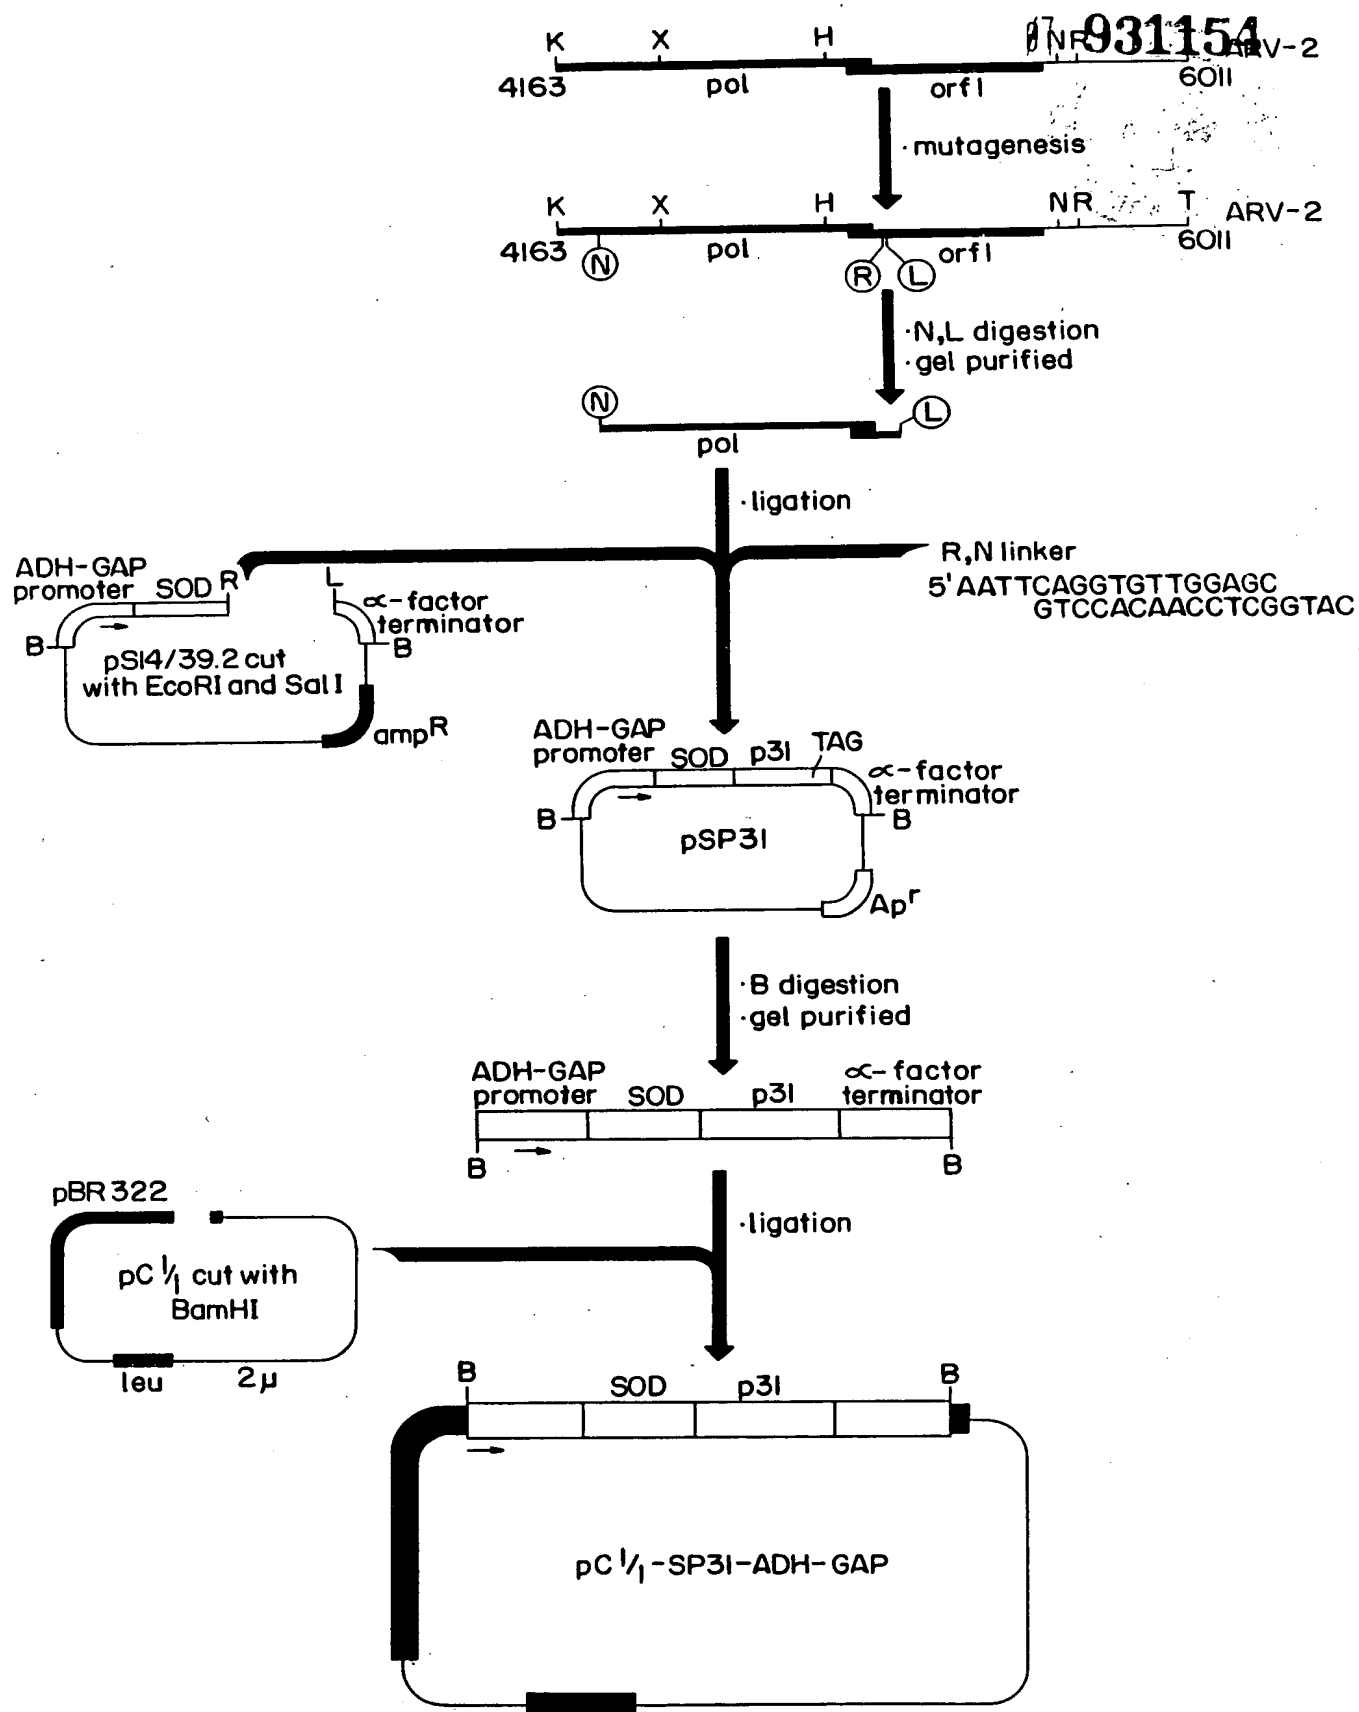 K X H 07 N R 931154 ARV-2
4163 pol orf1 6011
·mutagenesis
K X H N R T ARV-2
4163 N pol R L orf1 6011
·N,L digestion
·gel purified
N L
pol
·ligation
R,N linker
5'AATTCAGGTGTTGGAGC
GTCCACAACCTCGGTAC
ADH-GAP
promoter SOD R L
α-factor
terminator
B B
pS14/39.2 cut
with EcoRI and Sal I
ampR
ADH-GAP
promoter SOD p31 TAG
α-factor
terminator
B B
pSP31
Apr
·B digestion
·gel purified
ADH-GAP
promoter SOD p31 α-factor
terminator
B B
pBR322
·ligation
pC 1/1 cut with
BamHI
leu 2μ
B SOD p31 B
pC 1/1-SP31-ADH-GAP